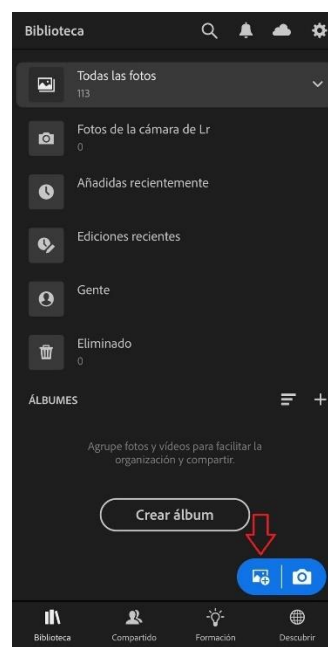 Biblioteca
Todas las fotos
113
Fotos de la cámara de Lr
0
Añadidas recientemente
Ediciones recientes
Gente
Eliminado
0
ÁLBUMES
Agrupe fotos y vídeos para facilitar la
organización y compartir.
Crear álbum
Biblioteca Compartido Formación Descubrir